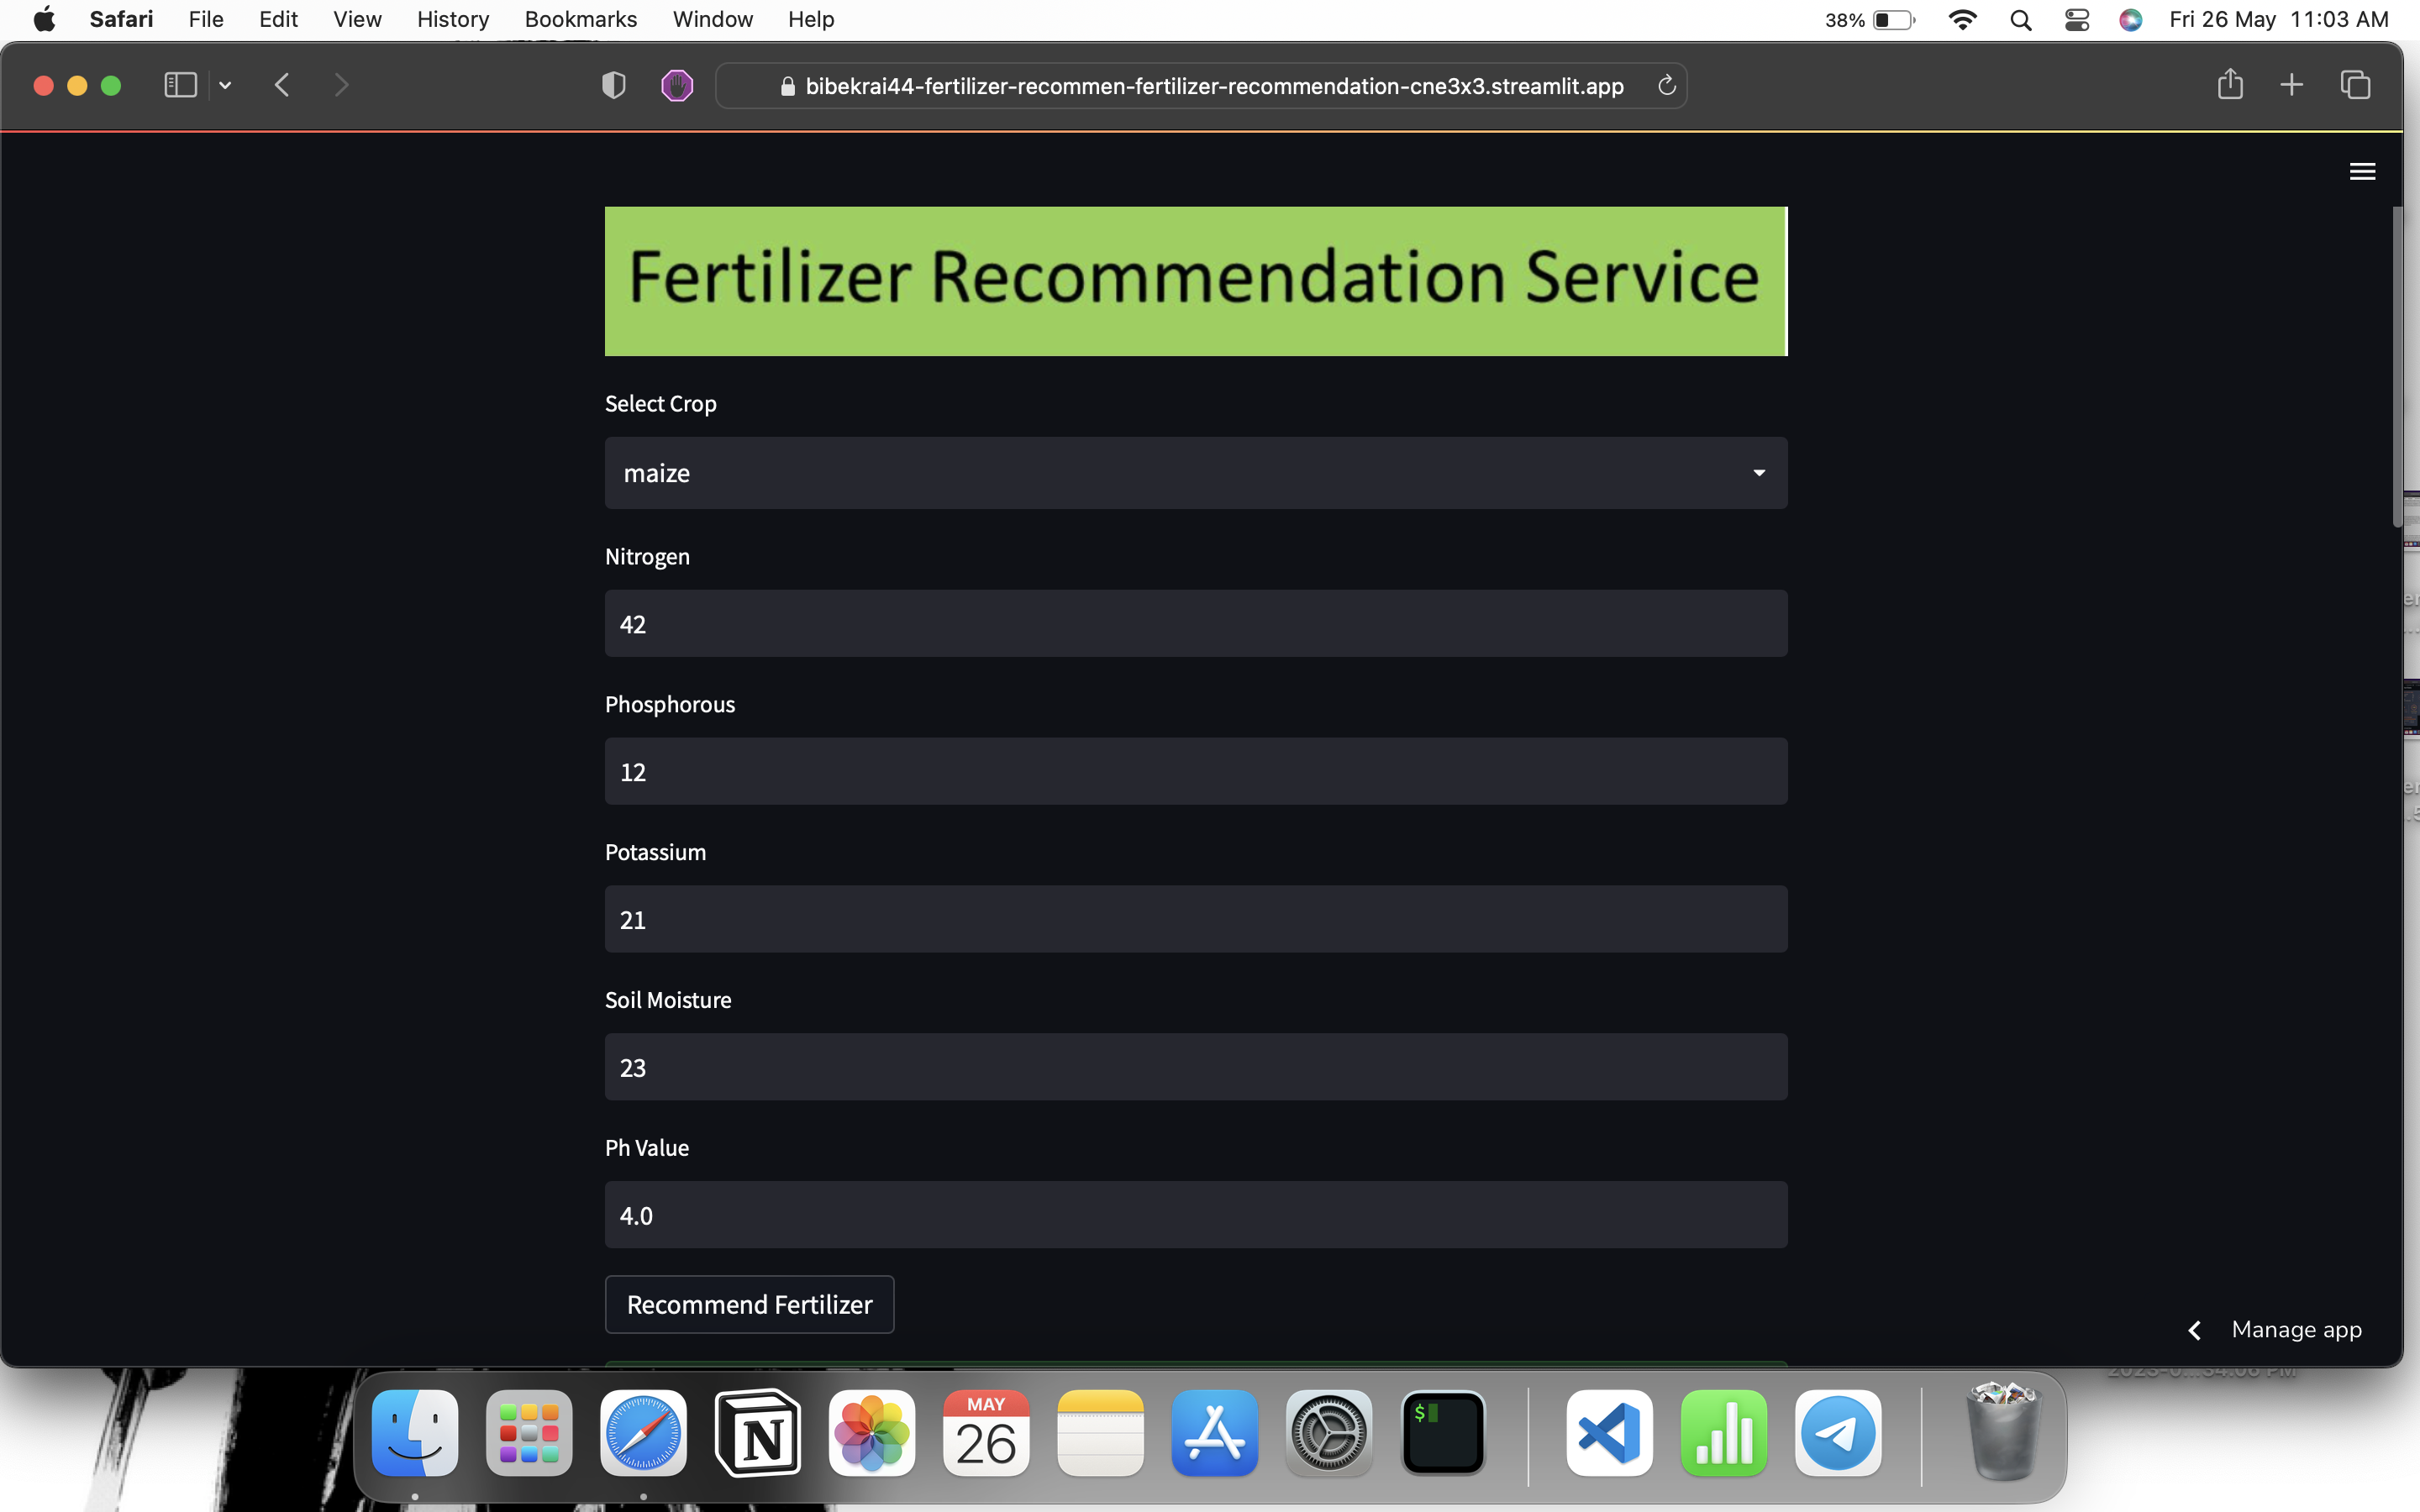 Safari File Edit View History Bookmarks Window Help 38% Fri 26 May 11:03 AM
bibekrai44-fertilizer-recommen-fertilizer-recommendation-cne3x3.streamlit.app
Fertilizer Recommendation Service
Select Crop
maize
Nitrogen
42
Phosphorous
12
Potassium
21
Soil Moisture
23
Ph Value
4.0
Recommend Fertilizer
Manage app
MAY
26
N
$